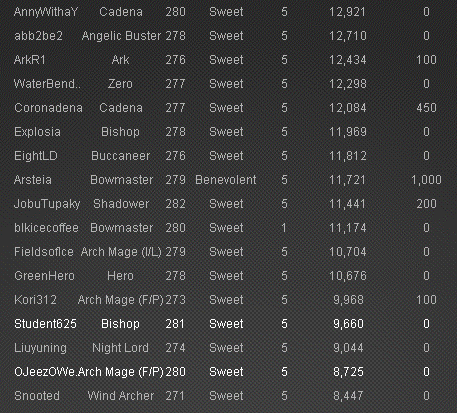 AnnyWithaY Cadena 280 Sweet 5 12,921 0
abb2be2 Angelic Buster 278 Sweet 5 12,710 0
ArkR1 Ark 276 Sweet 5 12,434 100
WaterBend.. Zero 277 Sweet 5 12,298 0
Coronadena Cadena 277 Sweet 5 12,084 450
Explosia Bishop 278 Sweet 5 11,969 0
EightLD Buccaneer 276 Sweet 5 11,812 0
Arsteia Bowmaster 279 Benevolent 5 11,721 1,000
JobuTupaky Shadower 282 Sweet 5 11,441 200
blkicecoffee Bowmaster 280 Sweet 1 11,174 0
FieldsofIce Arch Mage (I/L) 279 Sweet 5 10,704 0
GreenHero Hero 278 Sweet 5 10,676 0
Kori312 Arch Mage (F/P) 273 Sweet 5 9,968 100
Student625 Bishop 281 Sweet 5 9,660 0
Liuyuning Night Lord 274 Sweet 5 9,044 0
OJeezOWe.. Arch Mage (F/P) 280 Sweet 5 8,725 0
Snooted Wind Archer 271 Sweet 5 8,447 0